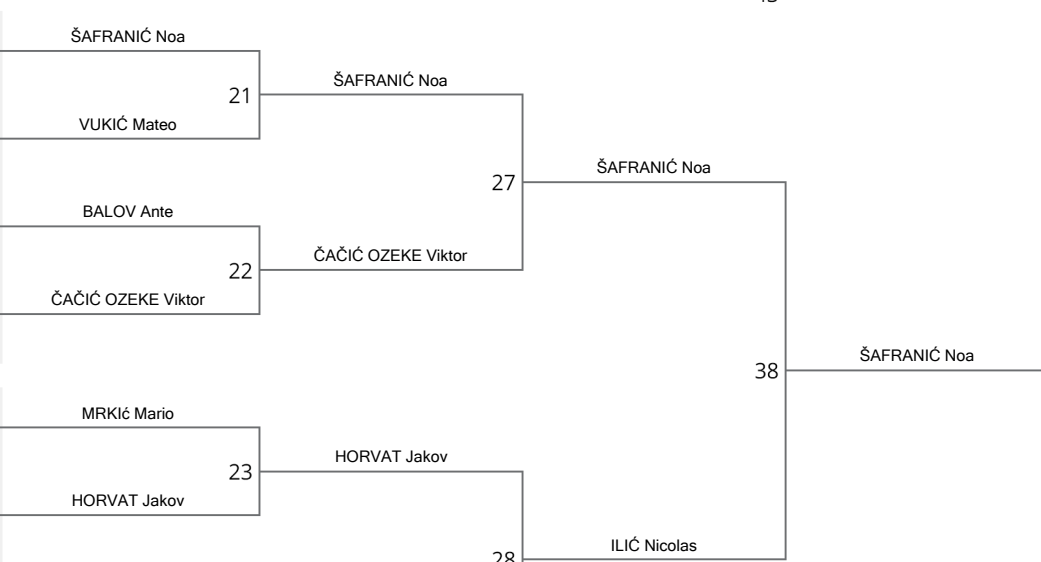 ŠAFRANIĆ Noa
21
ŠAFRANIĆ Noa
VUKIĆ Mateo
27
ŠAFRANIĆ Noa
BALOV Ante
22
ČAČIĆ OZEKE Viktor
ČAČIĆ OZEKE Viktor
38
ŠAFRANIĆ Noa
MRKIć Mario
23
HORVAT Jakov
HORVAT Jakov
28
ILIĆ Nicolas